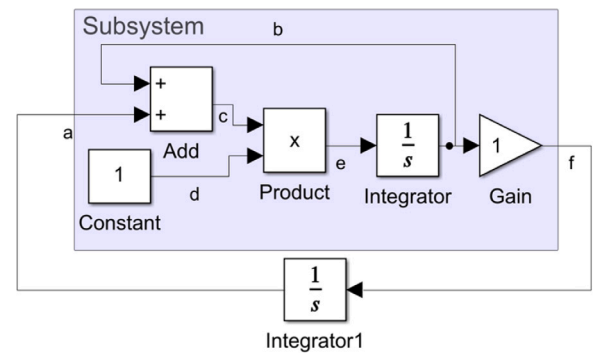 Subsystem
b
+
+
a
c
Add
1
x
1
s
1
e
f
d
Constant
Product
Integrator
Gain
1
s
Integrator1